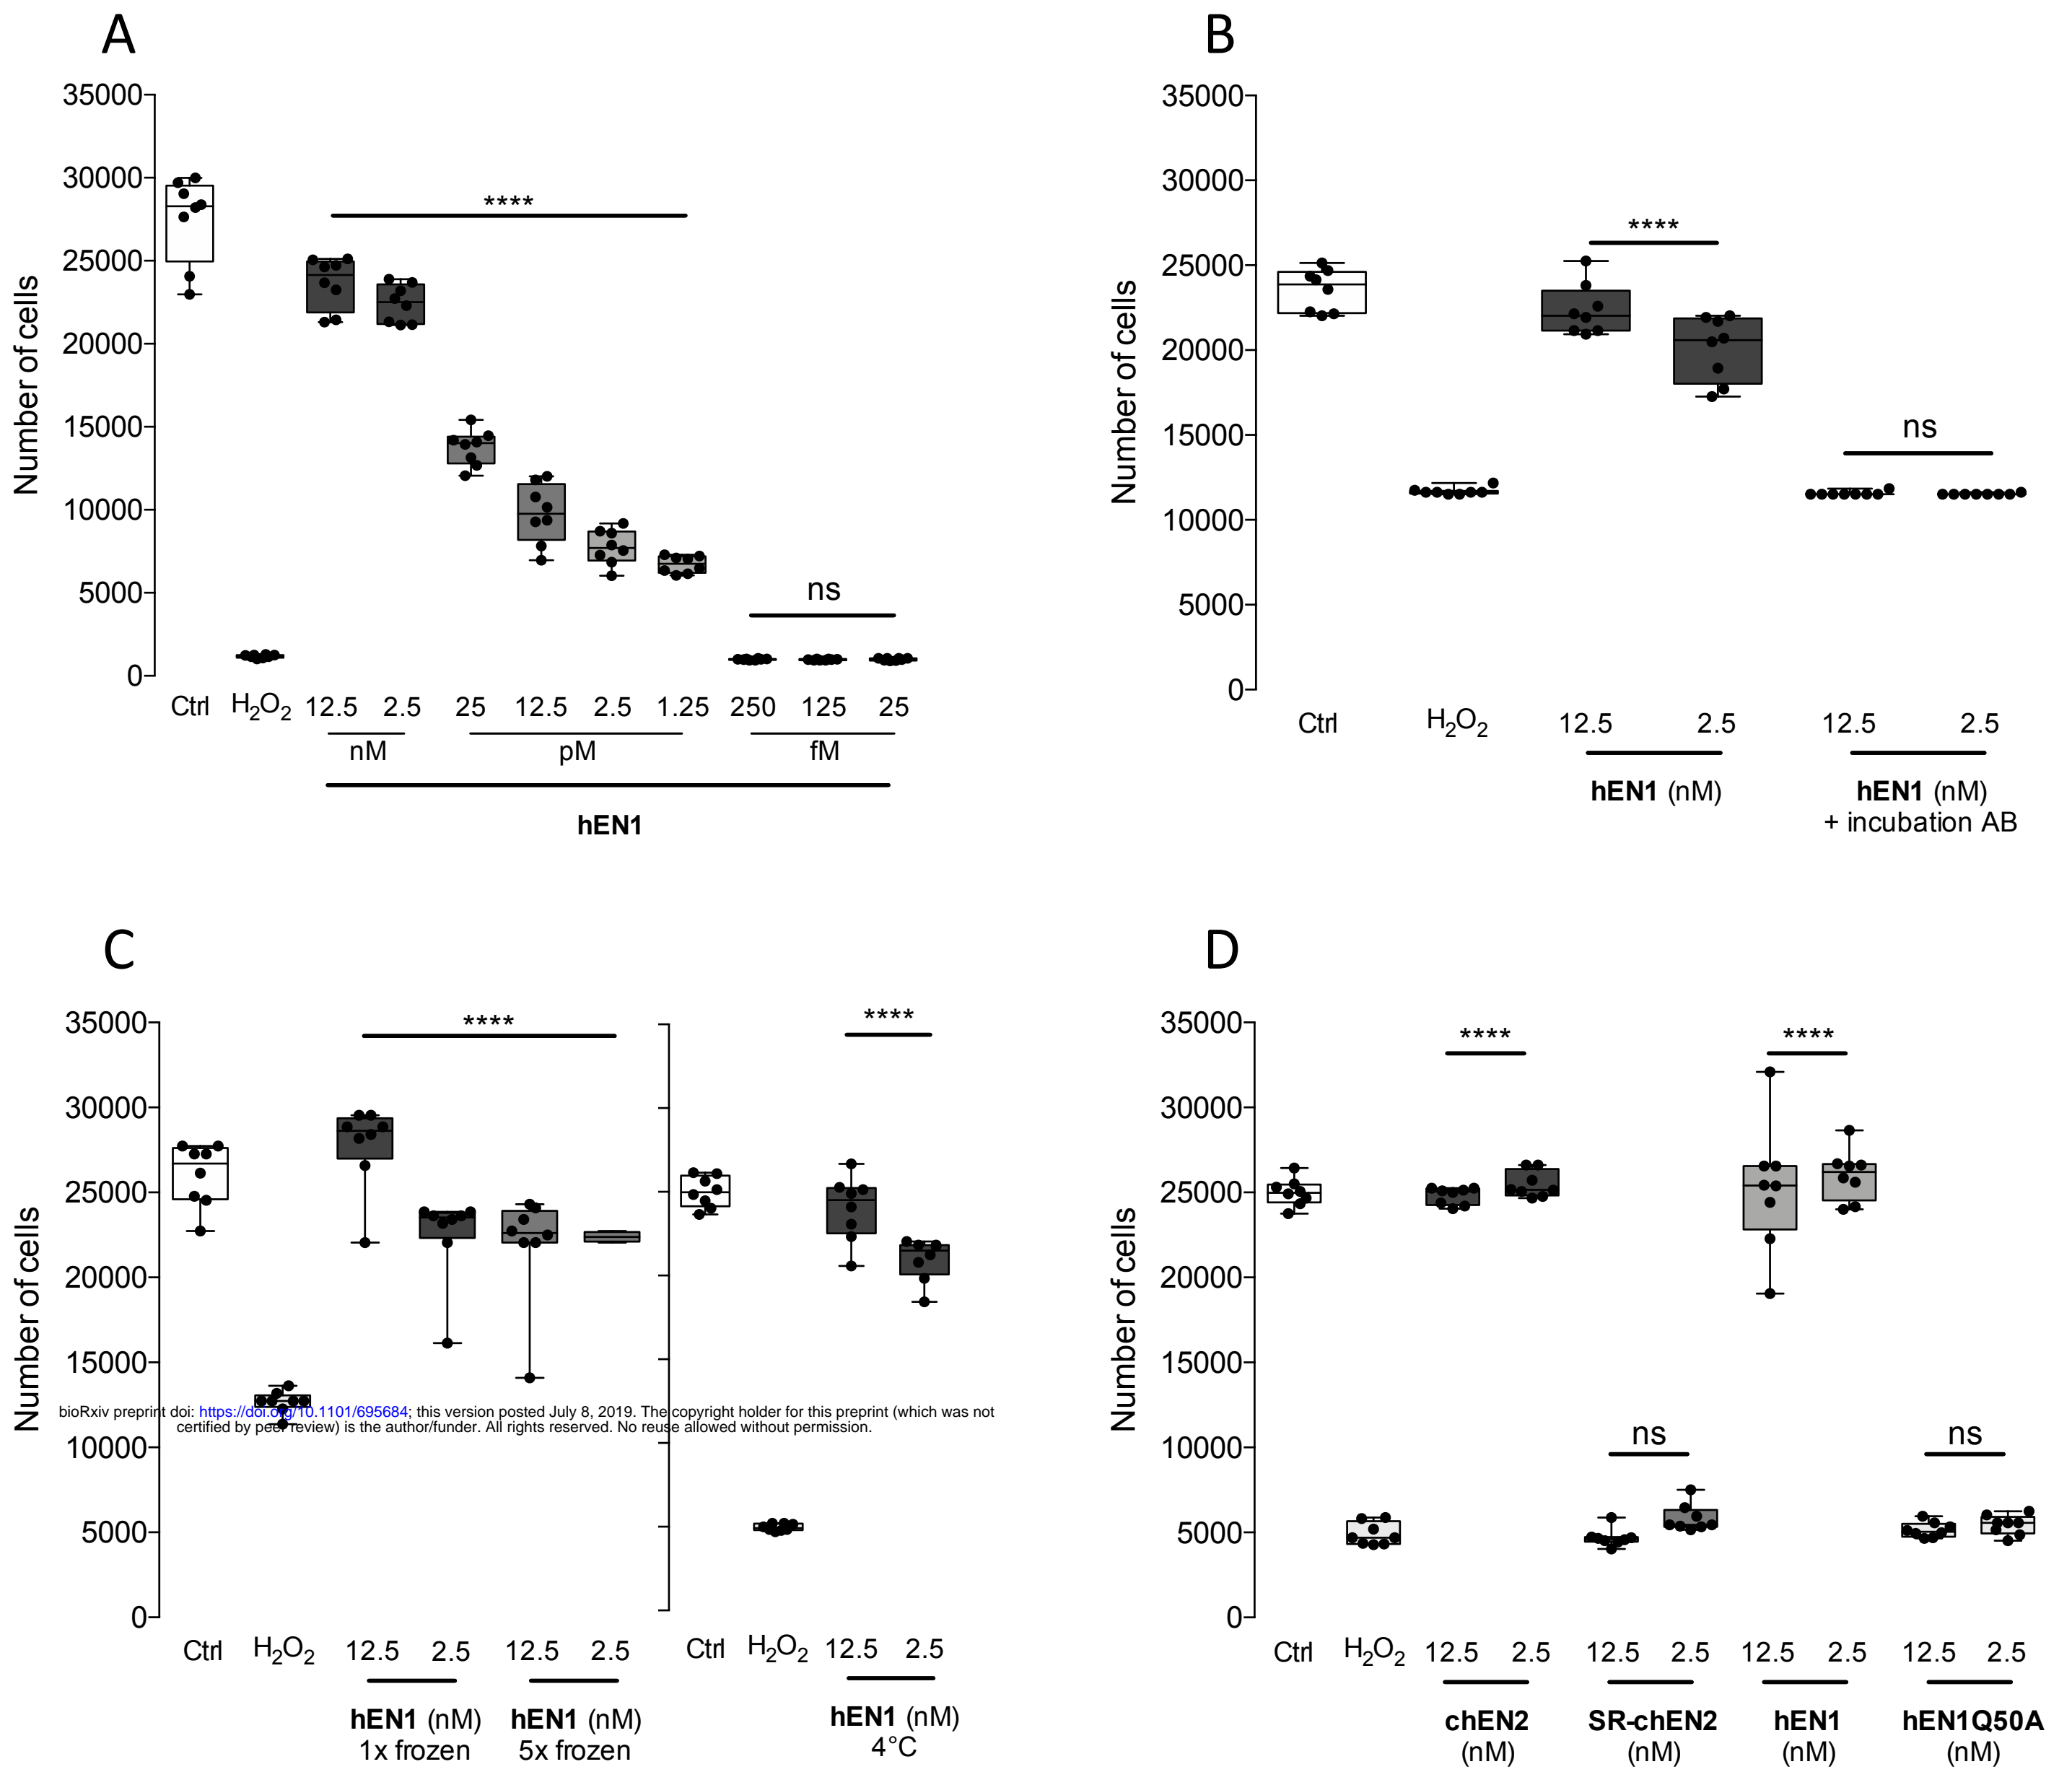 A
35000
30000
25000
20000
15000
10000
5000
0
Number of cells
****
ns
Ctrl H2O2 12.5 2.5 25 12.5 2.5 1.25 250 125 25
nM pM fM
hEN1
B
35000
30000
25000
20000
15000
10000
5000
0
Number of cells
****
ns
Ctrl H2O2 12.5 2.5 12.5 2.5
hEN1 (nM) hEN1 (nM)
+ incubation AB
C
35000
30000
25000
20000
15000
10000
5000
0
Number of cells
**** ****
bioRxiv preprint doi: https://doi.org/10.1101/695684; this version posted July 8, 2019. The copyright holder for this preprint (which was not
certified by peer review) is the author/funder. All rights reserved. No reuse allowed without permission.
Ctrl H2O2 12.5 2.5 12.5 2.5 Ctrl H2O2 12.5 2.5
hEN1 (nM) hEN1 (nM) hEN1 (nM)
1x frozen 5x frozen 4°C
D
35000
30000
25000
20000
15000
10000
5000
0
Number of cells
**** ****
ns ns
Ctrl H2O2 12.5 2.5 12.5 2.5 12.5 2.5 12.5 2.5
chEN2 SR-chEN2 hEN1 hEN1Q50A
(nM) (nM) (nM) (nM)